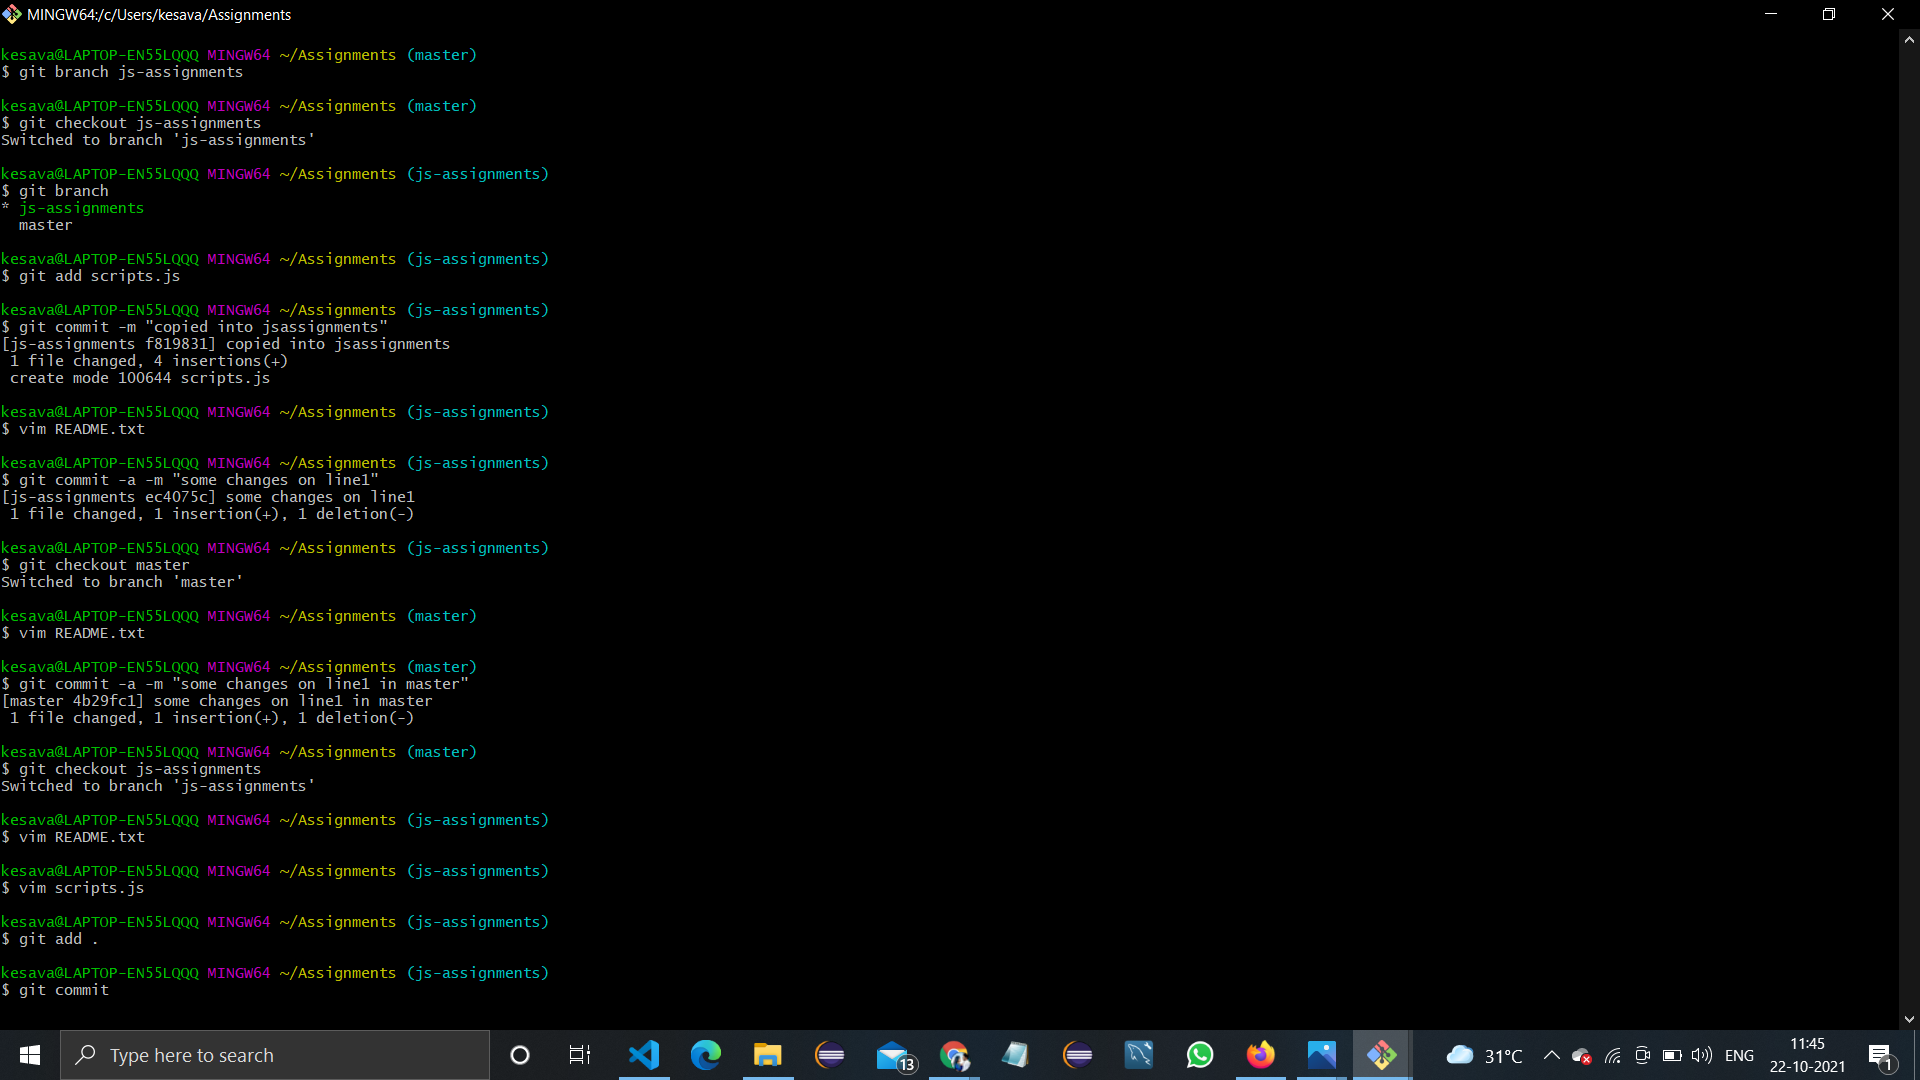 MINGW64:/c/Users/kesava/Assignments
kesava@LAPTOP-EN55LQQQ MINGW64 ~/Assignments (master)
$ git branch js-assignments
kesava@LAPTOP-EN55LQQQ MINGW64 ~/Assignments (master)
$ git checkout js-assignments
Switched to branch 'js-assignments'
kesava@LAPTOP-EN55LQQQ MINGW64 ~/Assignments (js-assignments)
$ git branch
* js-assignments
master
kesava@LAPTOP-EN55LQQQ MINGW64 ~/Assignments (js-assignments)
$ git add scripts.js
kesava@LAPTOP-EN55LQQQ MINGW64 ~/Assignments (js-assignments)
$ git commit -m "copied into jsassignments"
[js-assignments f819831] copied into jsassignments
1 file changed, 4 insertions(+)
create mode 100644 scripts.js
kesava@LAPTOP-EN55LQQQ MINGW64 ~/Assignments (js-assignments)
$ vim README.txt
kesava@LAPTOP-EN55LQQQ MINGW64 ~/Assignments (js-assignments)
$ git commit -a -m "some changes on line1"
[js-assignments ec4075c] some changes on line1
1 file changed, 1 insertion(+), 1 deletion(-)
kesava@LAPTOP-EN55LQQQ MINGW64 ~/Assignments (js-assignments)
$ git checkout master
Switched to branch 'master'
kesava@LAPTOP-EN55LQQQ MINGW64 ~/Assignments (master)
$ vim README.txt
kesava@LAPTOP-EN55LQQQ MINGW64 ~/Assignments (master)
$ git commit -a -m "some changes on line1 in master"
[master 4b29fc1] some changes on line1 in master
1 file changed, 1 insertion(+), 1 deletion(-)
kesava@LAPTOP-EN55LQQQ MINGW64 ~/Assignments (master)
$ git checkout js-assignments
Switched to branch 'js-assignments'
kesava@LAPTOP-EN55LQQQ MINGW64 ~/Assignments (js-assignments)
$ vim README.txt
kesava@LAPTOP-EN55LQQQ MINGW64 ~/Assignments (js-assignments)
$ vim scripts.js
kesava@LAPTOP-EN55LQQQ MINGW64 ~/Assignments (js-assignments)
$ git add .
kesava@LAPTOP-EN55LQQQ MINGW64 ~/Assignments (js-assignments)
$ git commit
Type here to search
13
31°C
ENG
11:45
22-10-2021
1